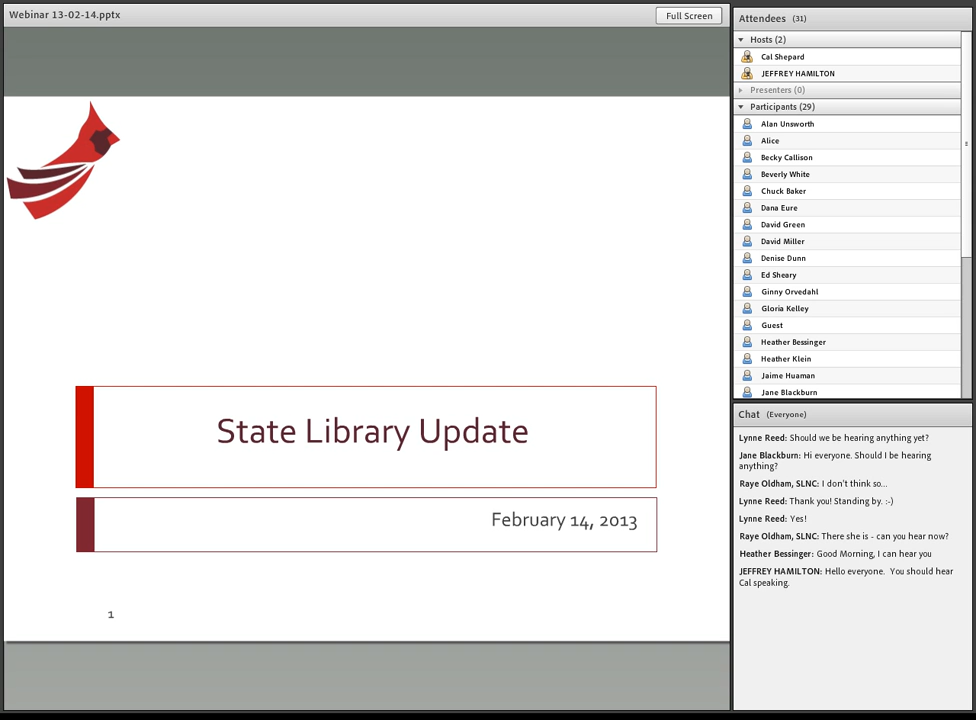 Webinar 13-02-14.pptx
Full Screen
State Library Update
February 14, 2013
1
Attendees (31)
Hosts (2)
Cal Shepard
JEFFREY HAMILTON
Presenters (0)
Participants (29)
Alan Unsworth
Alice
Becky Callison
Beverly White
Chuck Baker
Dana Eure
David Green
David Miller
Denise Dunn
Ed Sheary
Ginny Orvedahl
Gloria Kelley
Guest
Heather Bessinger
Heather Klein
Jaime Huaman
Jane Blackburn
Chat (Everyone)
Lynne Reed: Should we be hearing anything yet?
Jane Blackburn: Hi everyone. Should I be hearing
anything?
Raye Oldham, SLNC: I don't think so...
Lynne Reed: Thank you! Standing by. :-)
Lynne Reed: Yes!
Raye Oldham, SLNC: There she is - can you hear now?
Heather Bessinger: Good Morning, I can hear you
JEFFREY HAMILTON: Hello everyone.  You should hear
Cal speaking.